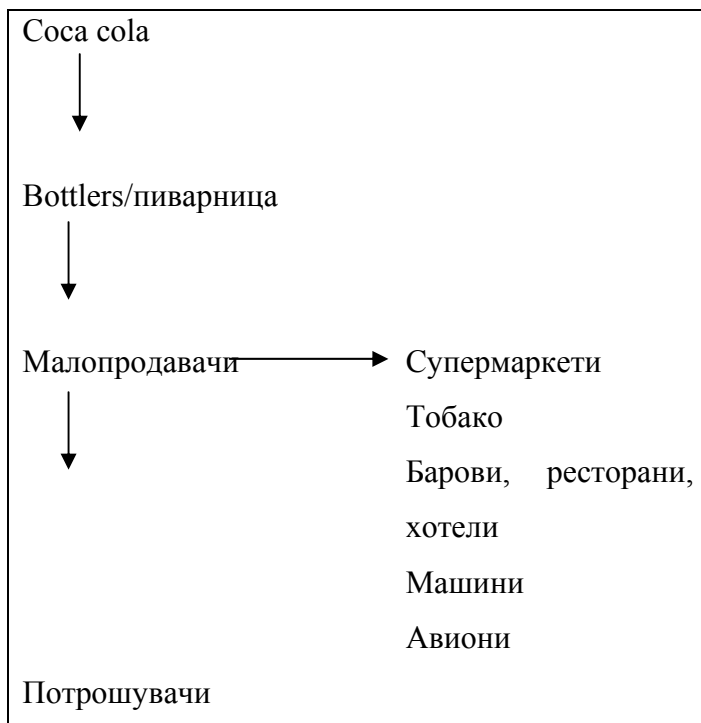 Coca cola
Bottlers/пиварница
Малопродавачи
Супермаркети
Тобако
Барови, ресторани,
хотели
Машини
Авиони
Потрошувачи